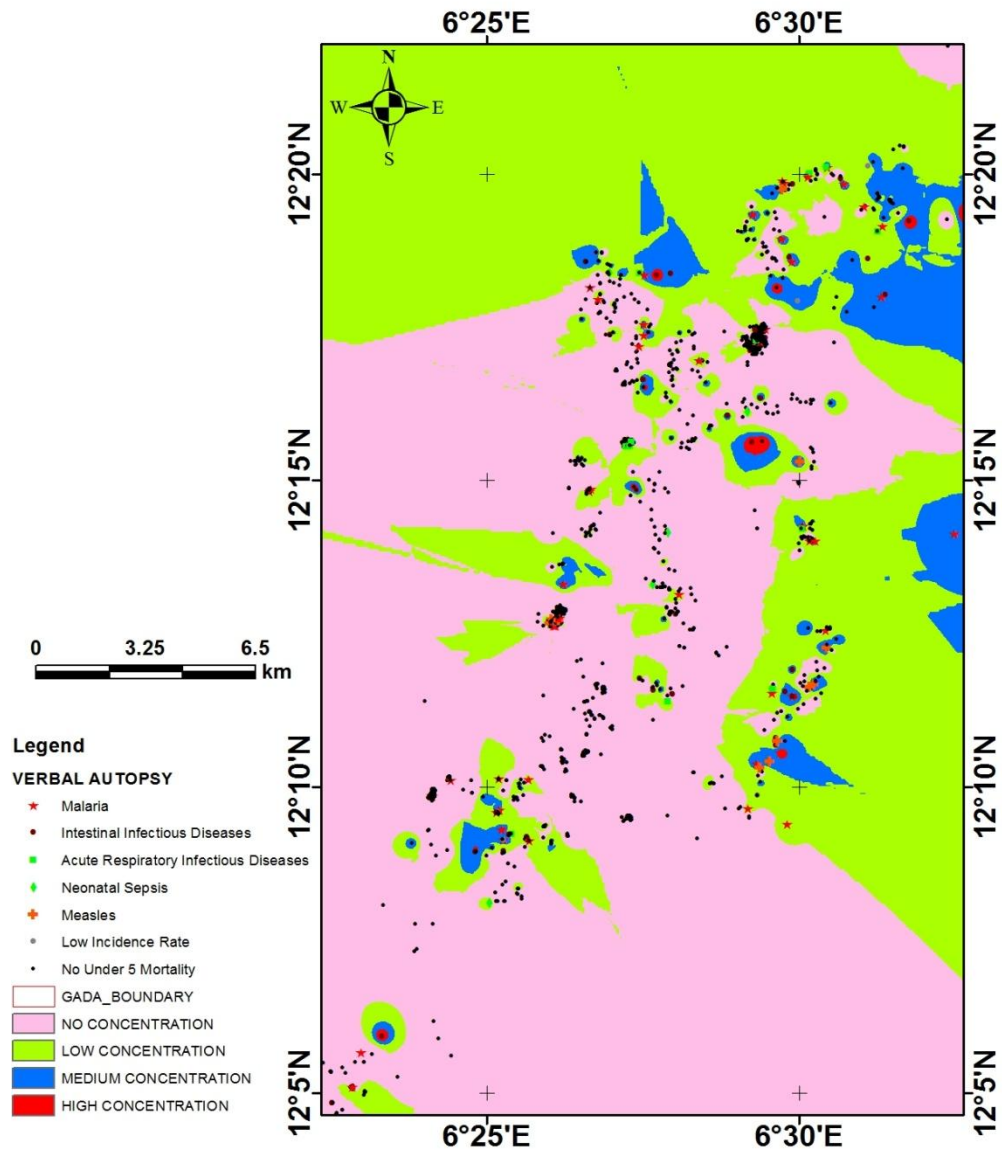 6°25'E 6°30'E
N
W E
S
12°20'N 12°20'N
12°15'N 12°15'N
0 3.25 6.5
km
Legend
VERBAL AUTOPSY
Malaria
Intestinal Infectious Diseases
Acute Respiratory Infectious Diseases
Neonatal Sepsis
Measles
Low Incidence Rate
No Under 5 Mortality
GADA_BOUNDARY
NO CONCENTRATION
LOW CONCENTRATION
MEDIUM CONCENTRATION
HIGH CONCENTRATION
12°10'N 12°10'N
12°5'N 12°5'N
6°25'E 6°30'E